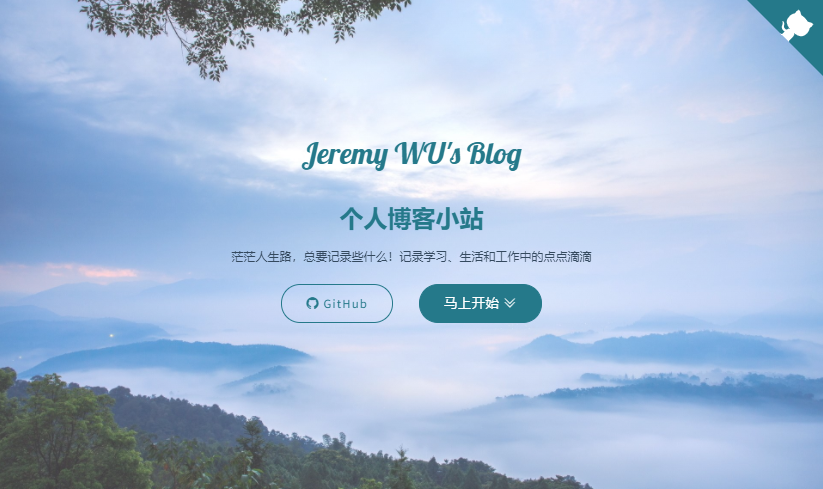 Jeremy WU's Blog
个人博客小站
茫茫人生路，总要记录些什么！记录学习、生活和工作中的点点滴滴
GitHub
马上开始